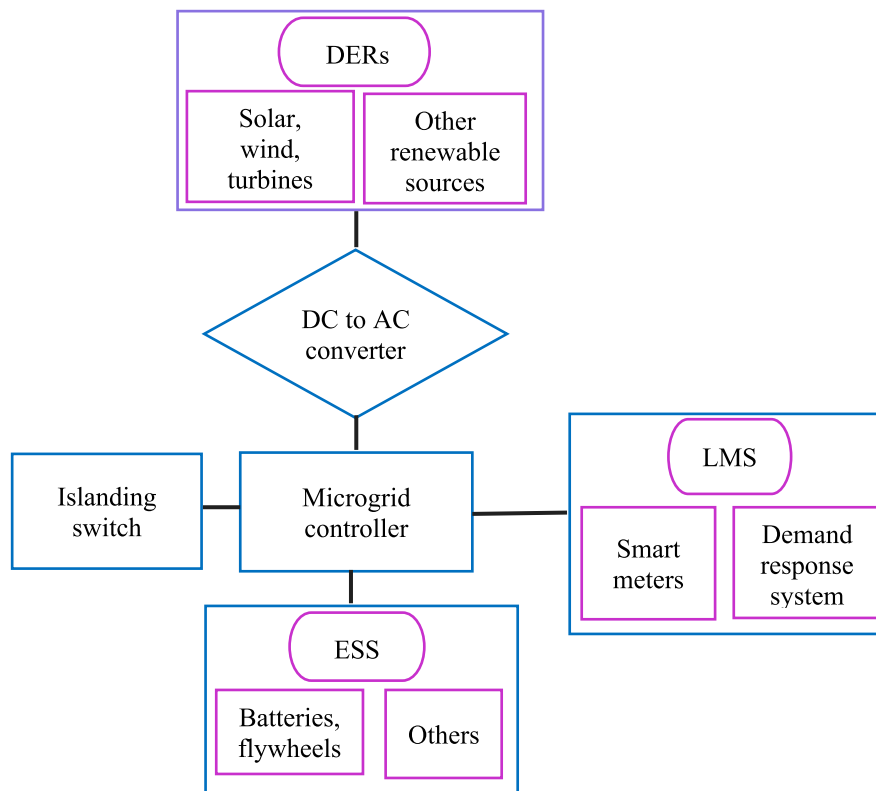 DERs
Solar,
wind,
turbines
Other
renewable
sources
DC to AC
converter
Islanding
switch
Microgrid
controller
LMS
Smart
meters
Demand
response
system
ESS
Batteries,
flywheels
Others